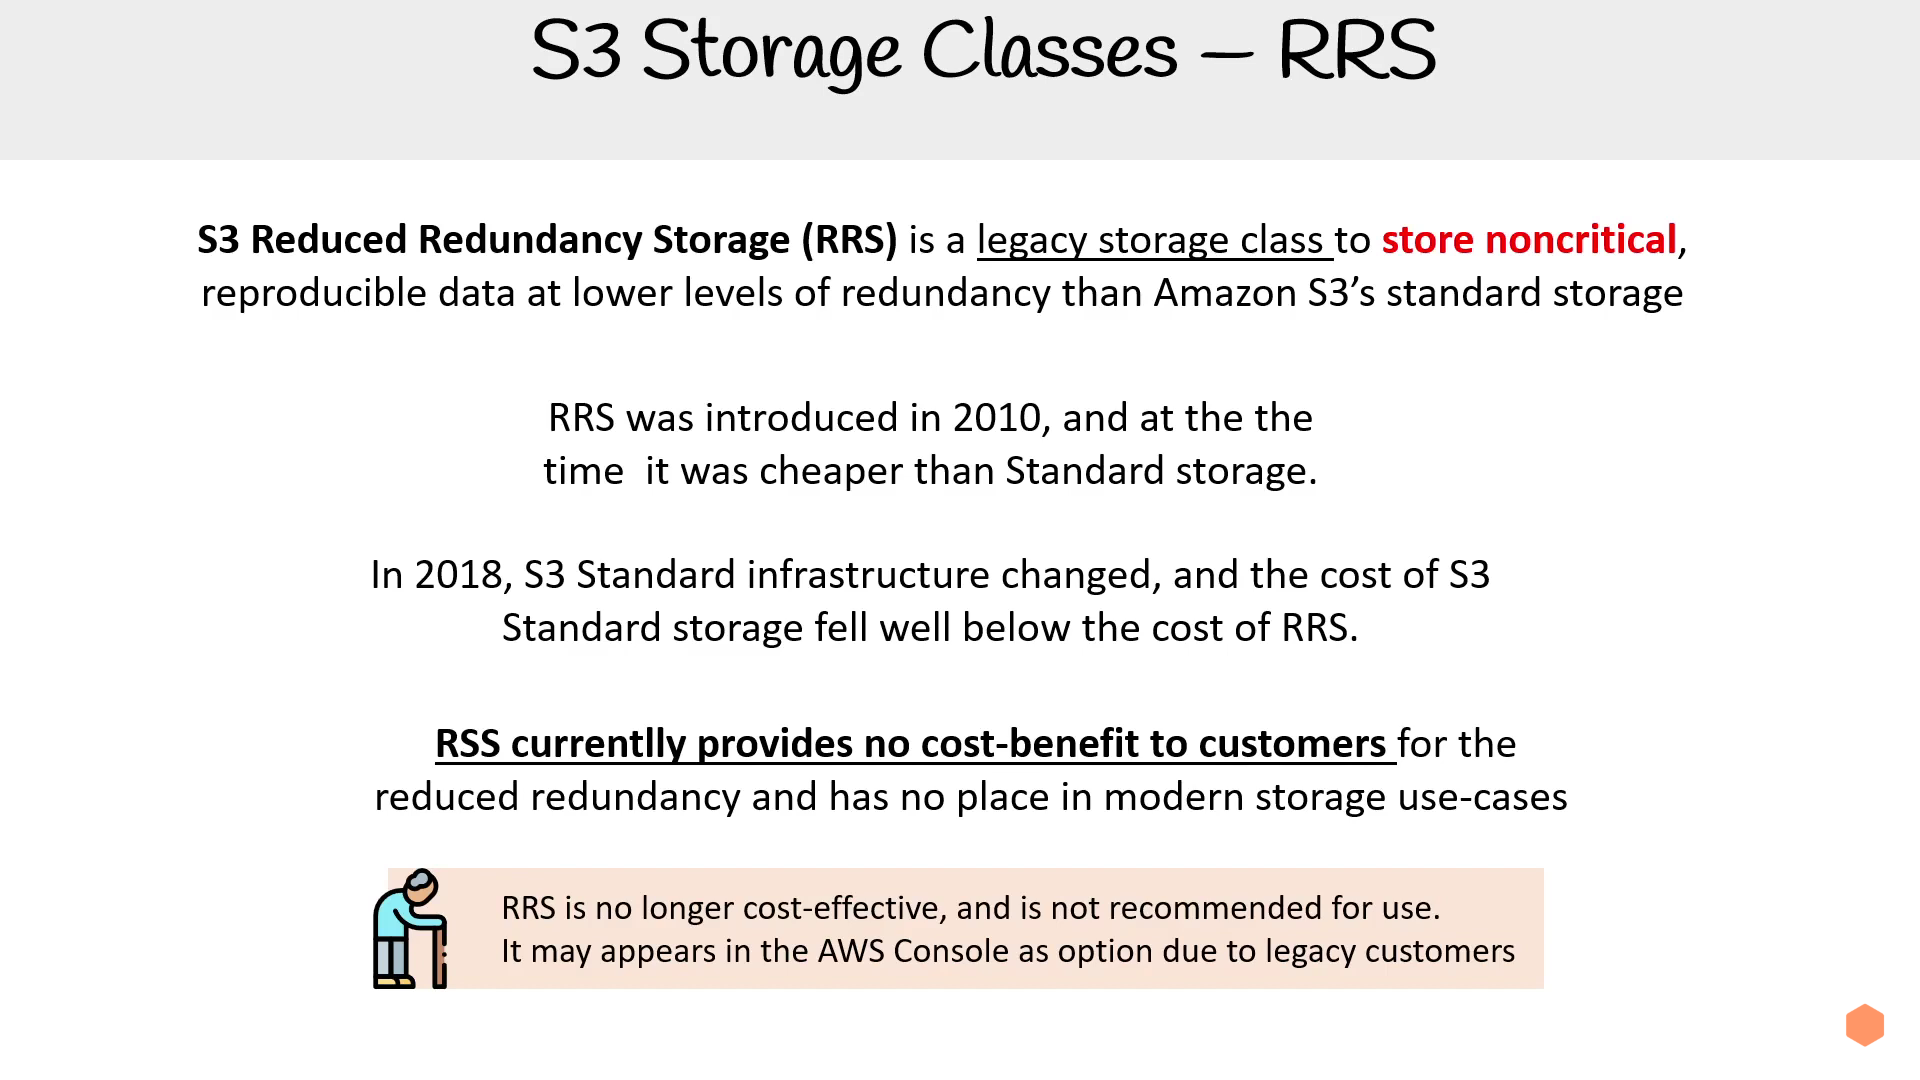 S3 Storage Classes – RRS
S3 Reduced Redundancy Storage (RRS) is a legacy storage class to store noncritical,
reproducible data at lower levels of redundancy than Amazon S3’s standard storage
RRS was introduced in 2010, and at the the
time  it was cheaper than Standard storage.
In 2018, S3 Standard infrastructure changed, and the cost of S3
Standard storage fell well below the cost of RRS.
RSS currentlly provides no cost-benefit to customers for the
reduced redundancy and has no place in modern storage use-cases
RRS is no longer cost-effective, and is not recommended for use.
It may appears in the AWS Console as option due to legacy customers